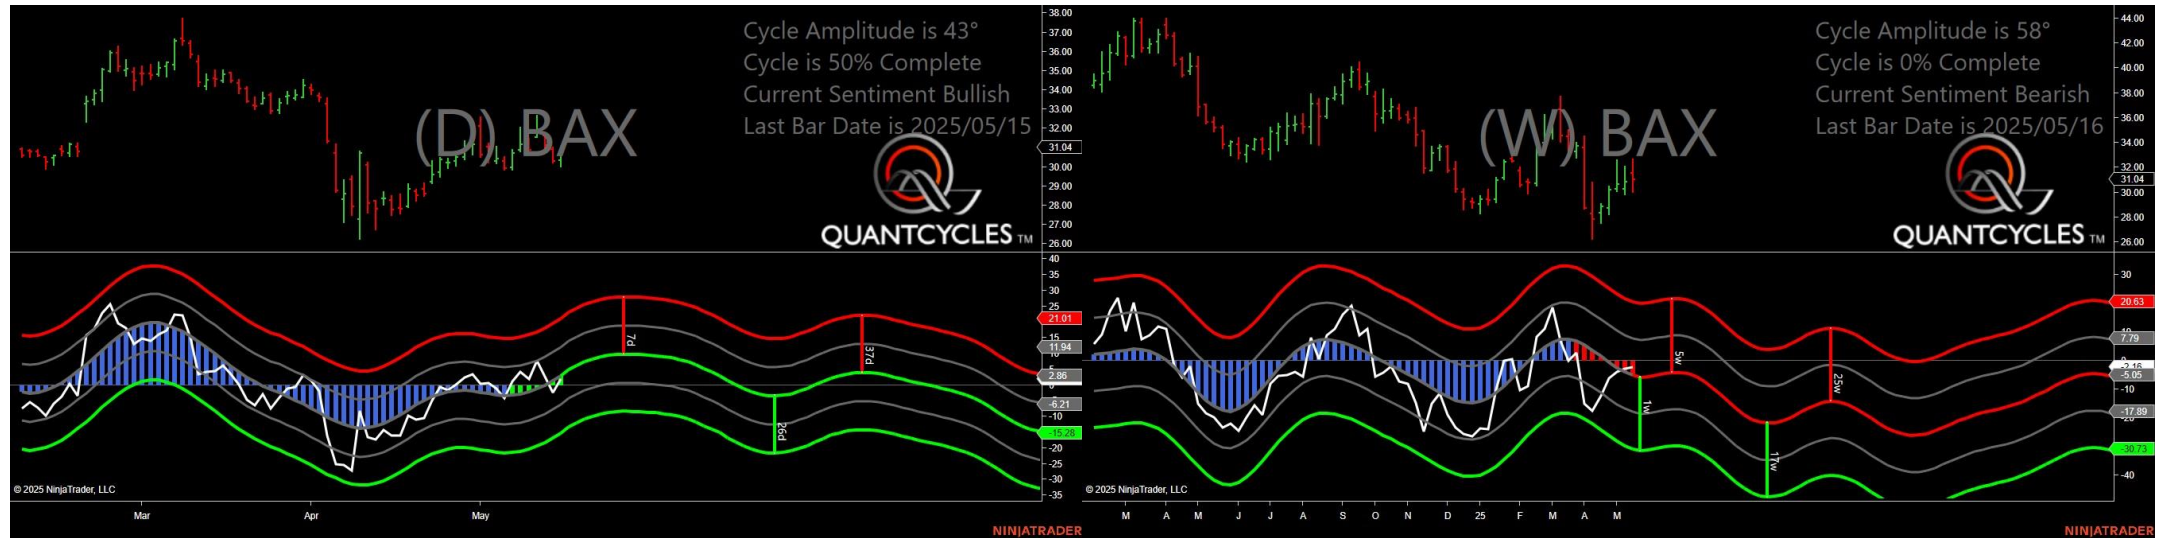 Cycle Amplitude is 43°
Cycle is 50% Complete
Current Sentiment Bullish
Last Bar Date is 2025/05/15
(D) BAX
QUANTCYCLES TM
38.00
37.00
36.00
35.00
34.00
33.00
32.00
31.04
30.00
29.00
28.00
27.00
26.00
40
35
30
25
21.01
15
11.94
2.86
-6.21
-10
-15.28
-20
-25
-30
-35
7d
26d
37d
© 2025 NinjaTrader, LLC
Mar
Apr
May
NINJATRADER
Cycle Amplitude is 58°
Cycle is 0% Complete
Current Sentiment Bearish
Last Bar Date is 2025/05/16
(W) BAX
QUANTCYCLES TM
44.00
42.00
40.00
38.00
36.00
34.00
32.00
31.04
30.00
28.00
26.00
30
20.63
7.79
-2.16
-5.05
-10
-17.89
-30.73
-40
1w
5w
17w
25w
© 2025 NinjaTrader, LLC
M A M J J A S O N D 25 F M A M
NINJATRADER